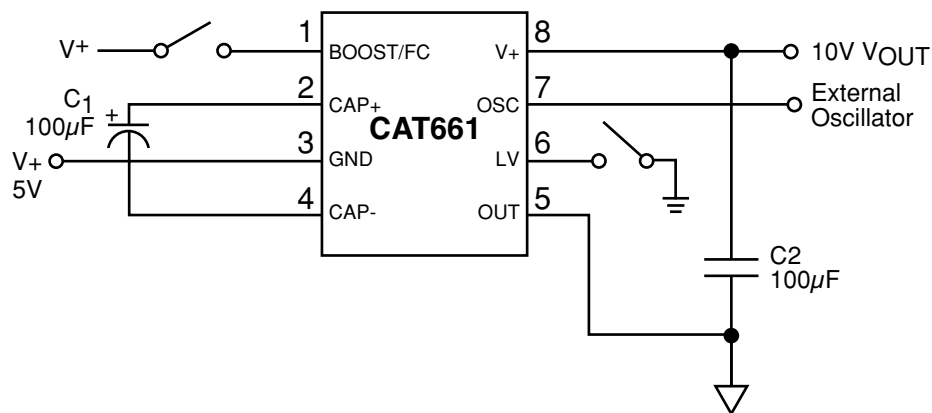 V+
1
BOOST/FC
C1
100µF
+
2
CAP+
V+
5V
3
GND
4
CAP-
CAT661
8
V+
10V VOUT
7
OSC
External
Oscillator
6
LV
5
OUT
C2
100µF